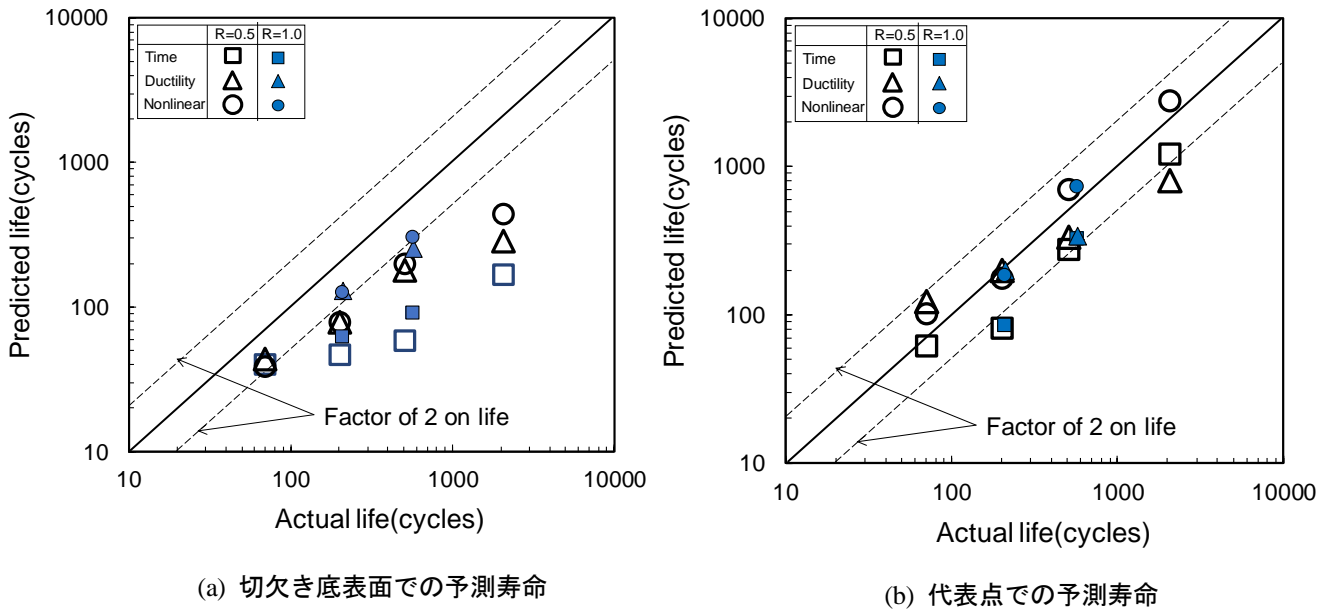 10000
1000
100
10
10
100
1000
10000
Predicted life(cycles)
Actual life(cycles)
R=0.5 R=1.0
Time
Ductility
Nonlinear
Factor of 2 on life
(a) 切欠き底表面での予測寿命
10000
1000
100
10
10
100
1000
10000
Predicted life(cycles)
Actual life(cycles)
R=0.5 R=1.0
Time
Ductility
Nonlinear
Factor of 2 on life
(b) 代表点での予測寿命